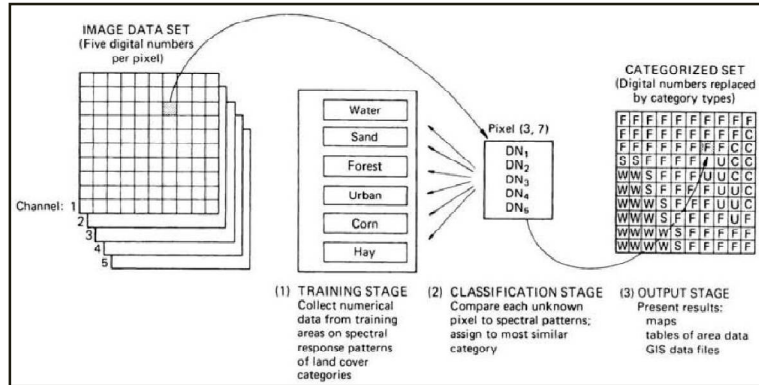 IMAGE DATA SET
(Five digital numbers
per pixel)
Channel: 1
2
3
4
5
Water
Sand
Forest
Urban
Corn
Hay
Pixel (3, 7)
DN1
DN2
DN3
DN4
DN5
CATEGORIZED SET
(Digital numbers replaced
by category types)
F F F F F F F F F F
F F F F F F F F F C
F F F F F F F F C C
S S F F F F U C C
W W S F F F U U C
W W S F F F F U U C
W W W S F F F U U C
W W W S F F F F U F
W W W W S F F F F F
W W W W S F F F F F
(1) TRAINING STAGE
Collect numerical
data from training
areas on spectral
response patterns
of land cover
categories
(2) CLASSIFICATION STAGE
Compare each unknown
pixel to spectral patterns;
assign to most similar
category
(3) OUTPUT STAGE
Present results:
maps
tables of area data
GIS data files